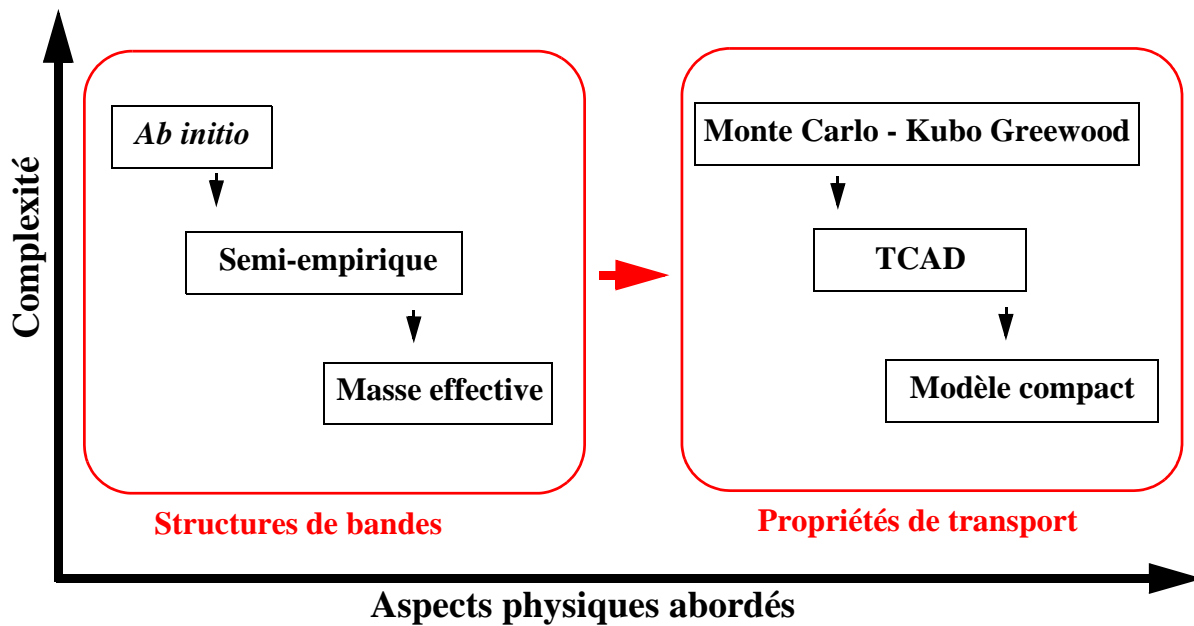 Complexité
Ab initio
Semi-empirique
Masse effective
Structures de bandes
Monte Carlo - Kubo Greewood
TCAD
Modèle compact
Propriétés de transport
Aspects physiques abordés